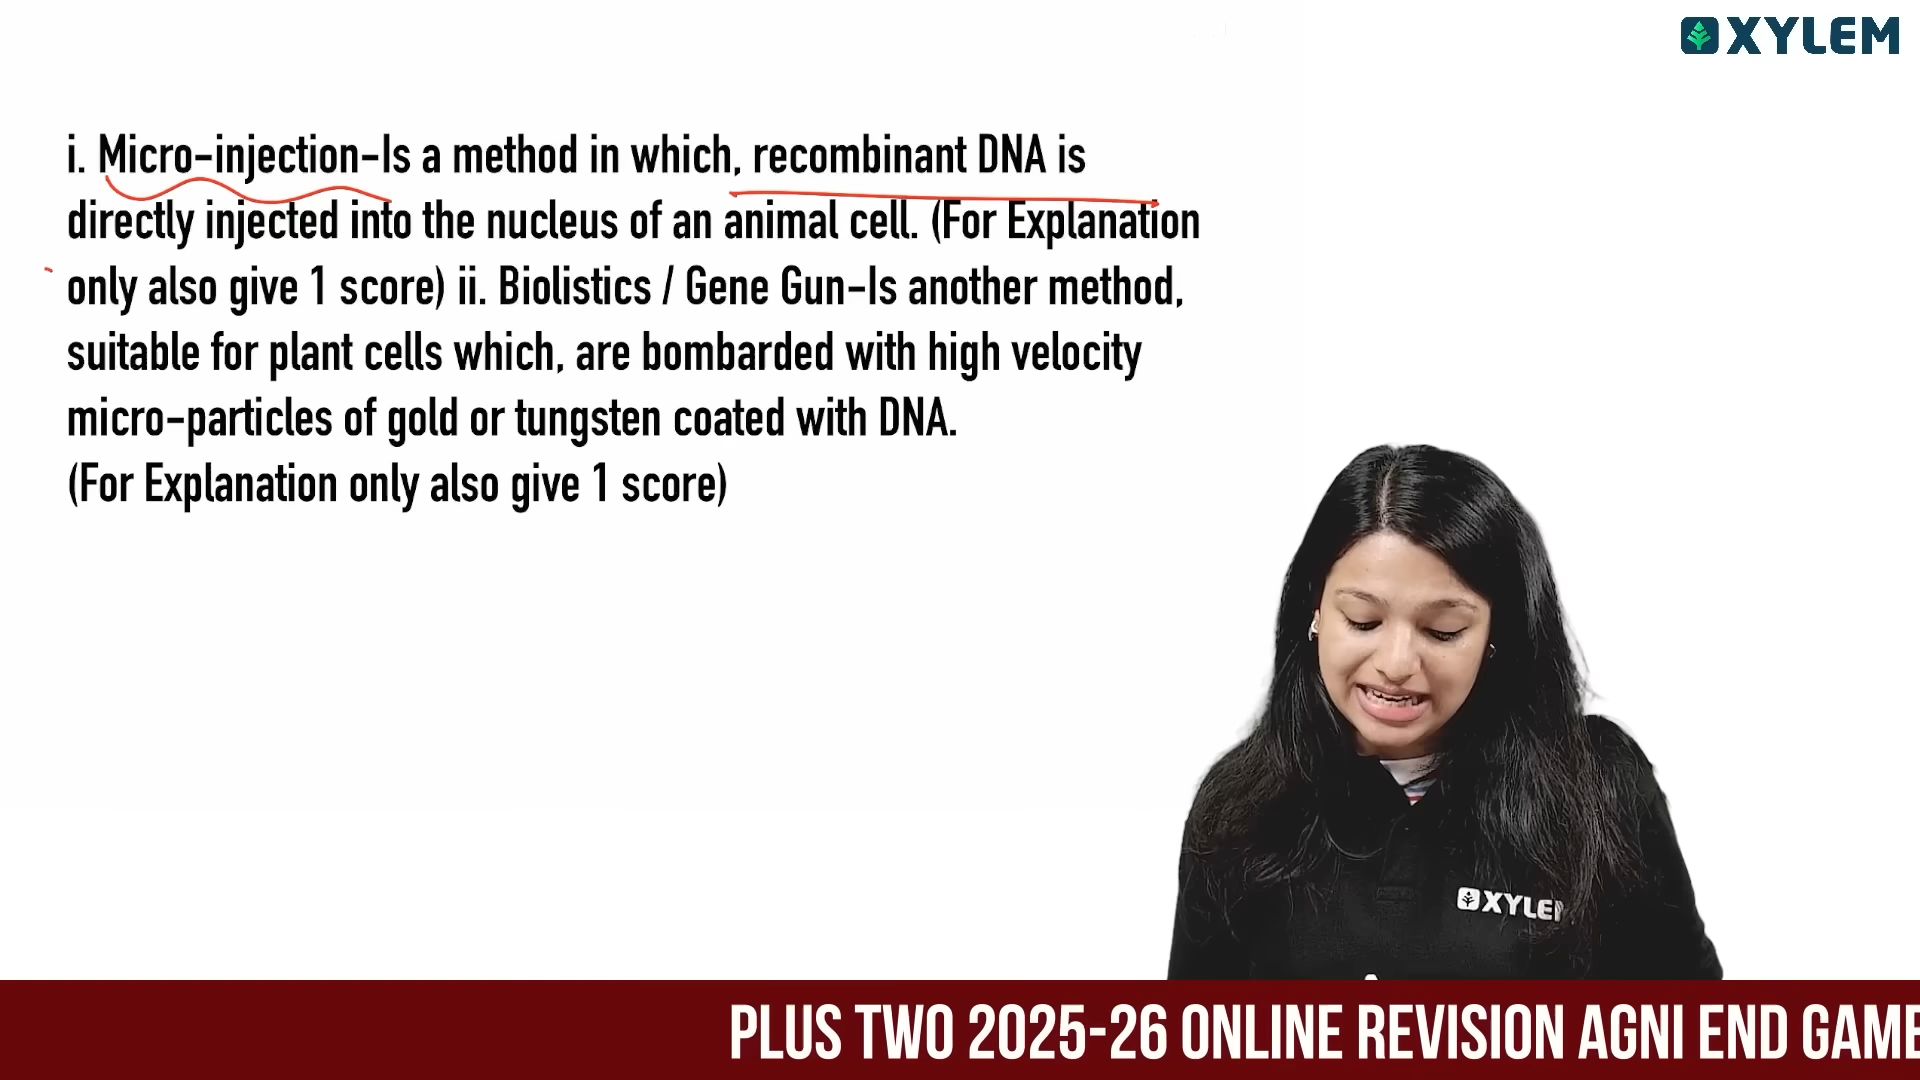 XYLEM
i. Micro-injection-Is a method in which, recombinant DNA is
directly injected into the nucleus of an animal cell. (For Explanation
only also give 1 score) ii. Biolistics / Gene Gun-Is another method,
suitable for plant cells which, are bombarded with high velocity
micro-particles of gold or tungsten coated with DNA.
(For Explanation only also give 1 score)
XYLEM
PLUS TWO 2025-26 ONLINE REVISION AGNI END GAME